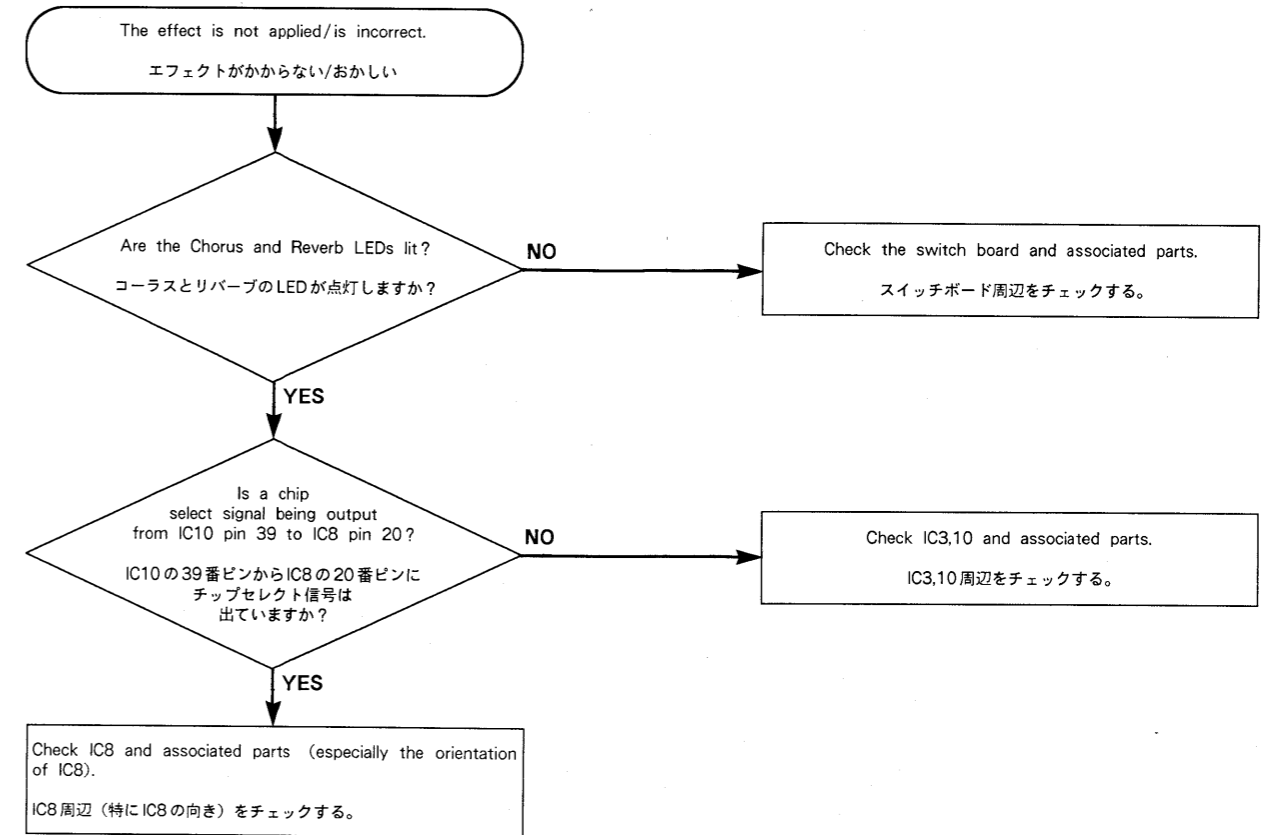 The effect is not applied/is incorrect.
エフェクトがかからない/おかしい
Are the Chorus and Reverb LEDs lit?
コーラスとリバーブのLEDが点灯しますか？
NO
Check the switch board and associated parts.
スイッチボード周辺をチェックする。
YES
Is a chip
select signal being output
from IC10 pin 39 to IC8 pin 20?
IC10の39番ピンからIC8の20番ピンに
チップセレクト信号は
出ていますか？
NO
Check IC3,10 and associated parts.
IC3,10周辺をチェックする。
YES
Check IC8 and associated parts (especially the orientation
of IC8).
IC8周辺（特にIC8の向き）をチェックする。